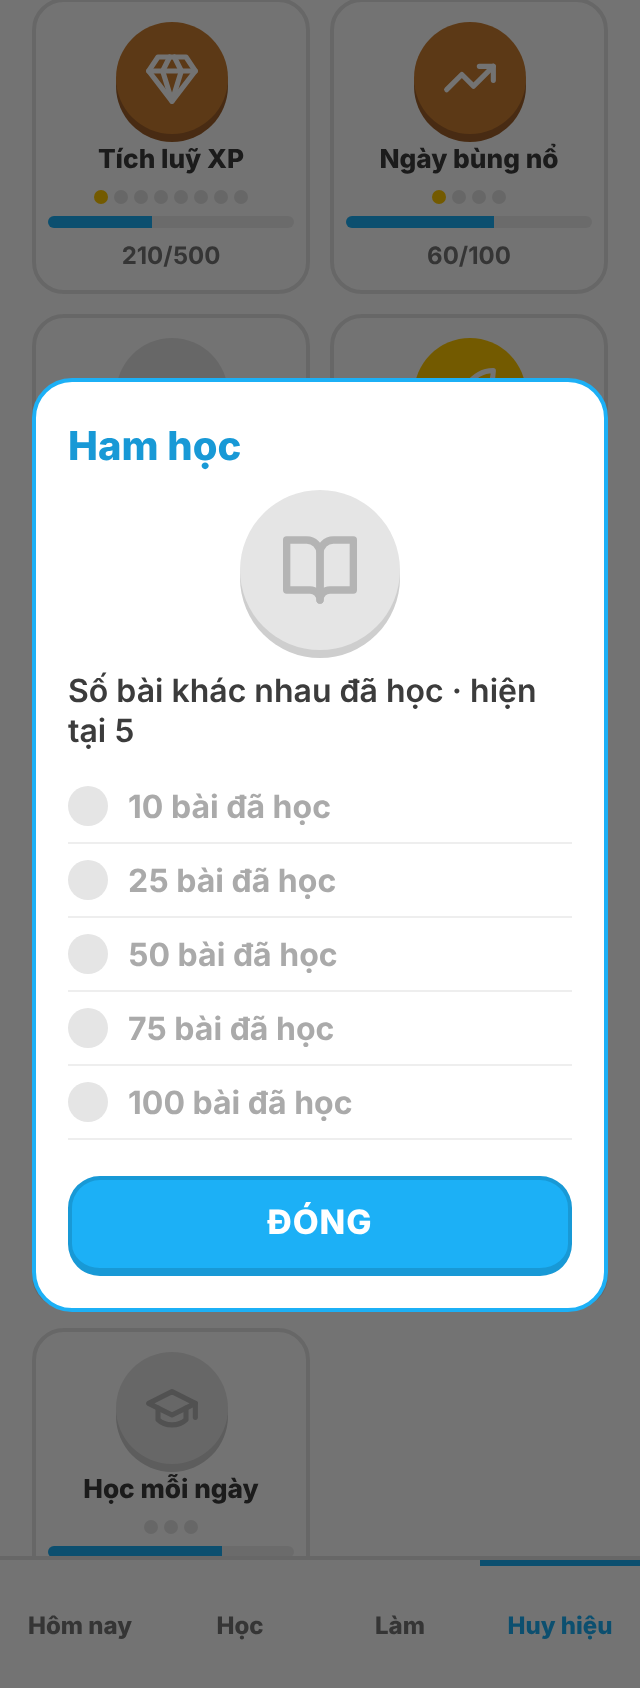 Tích luỹ XP
Ngày bùng nổ
210/500
60/100
Ham học
Số bài khác nhau đã học · hiện
tại 5
10 bài đã học
25 bài đã học
50 bài đã học
75 bài đã học
100 bài đã học
ĐÓNG
Học mỗi ngày
Hôm nay
Học
Làm
Huy hiệu